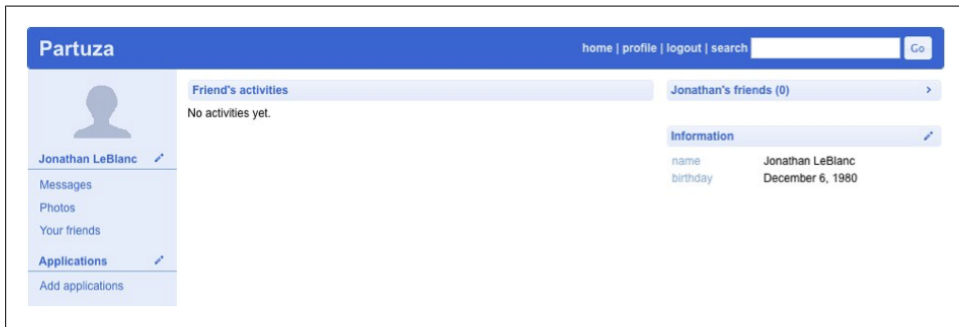 Partuza
home | profile | logout | search Go
Jonathan LeBlanc
Messages
Photos
Your friends
Applications
Add applications
Friend's activities
No activities yet.
Jonathan's friends (0) >
Information
name Jonathan LeBlanc
birthday December 6, 1980